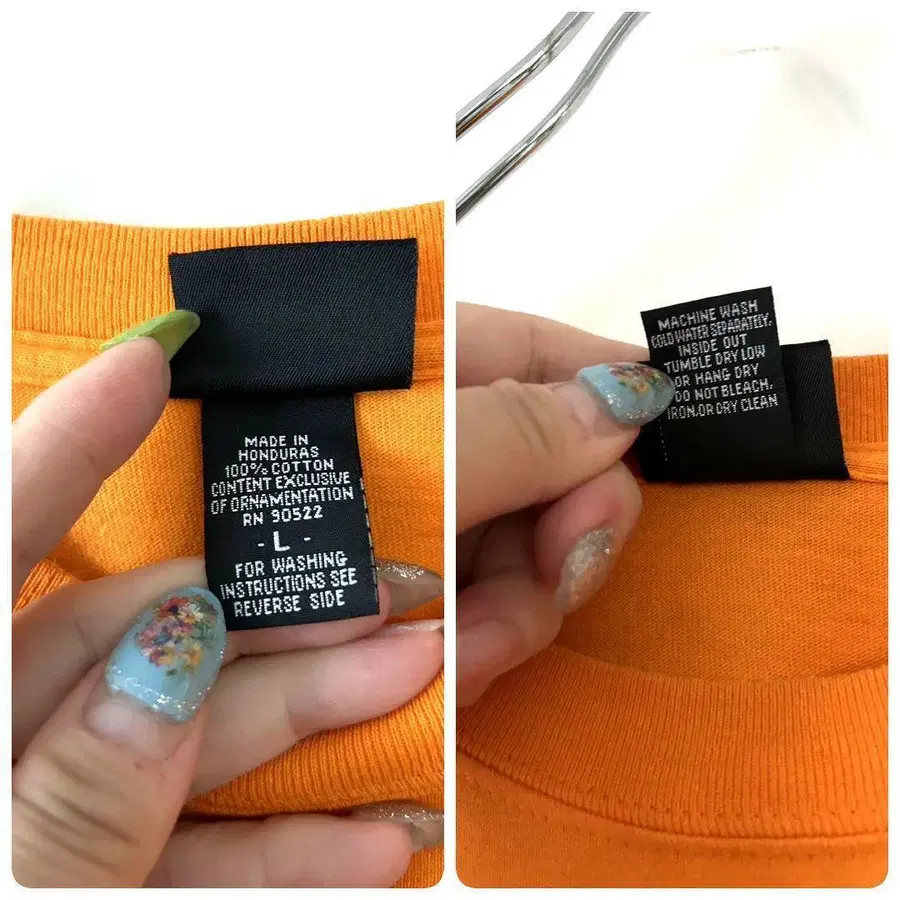 MADE IN
HONDURAS
100% COTTON
CONTENT EXCLUSIVE
OF ORNAMENTATION
RN 90522
- L -
FOR WASHING
INSTRUCTIONS SEE
REVERSE SIDE
MACHINE WASH
COLD WATER SEPARATELY,
INSIDE OUT
TUMBLE DRY LOW
OR HANG DRY
DO NOT BLEACH,
IRON, OR DRY CLEAN